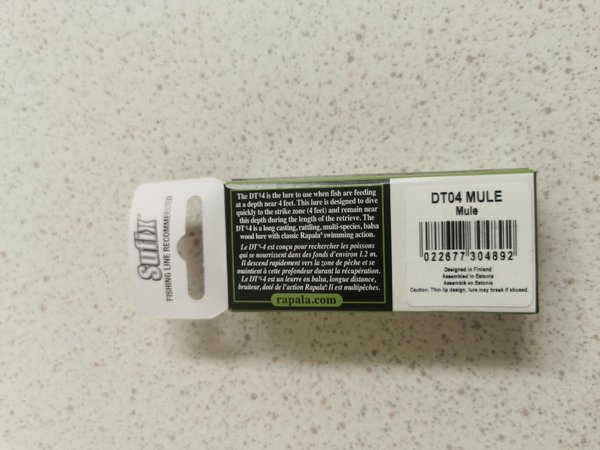 Sufix
FISHING LINE RECOMMENDED
The DT®4 is the lure to use when fish are feeding
at a depth near 4 feet. This lure is designed to dive
quickly to the strike zone (4 feet) and remain near
this depth during the length of the retrieve. The
DT®4 is a long casting, rattling, multi-species, balsa
wood lure with classic Rapala® swimming action.
Le DT®4 est conçu pour rechercher les poissons
qui se nourrissent dans des fonds d'environ 1.2 m.
Il descend rapidement vers la zone de pêche et se
maintient à cette profondeur durant la récupération.
Le DT®4 est un leurre en balsa, longue distance,
bruiteur, doté de l'action Rapala®. Il est multipêches.
rapala.com
DT04 MULE
Mule
022677 304892
Designed in Finland
Assembled in Estonia
Assemblé en Estonie
Caution: Thin lip design, lure may break if abused.